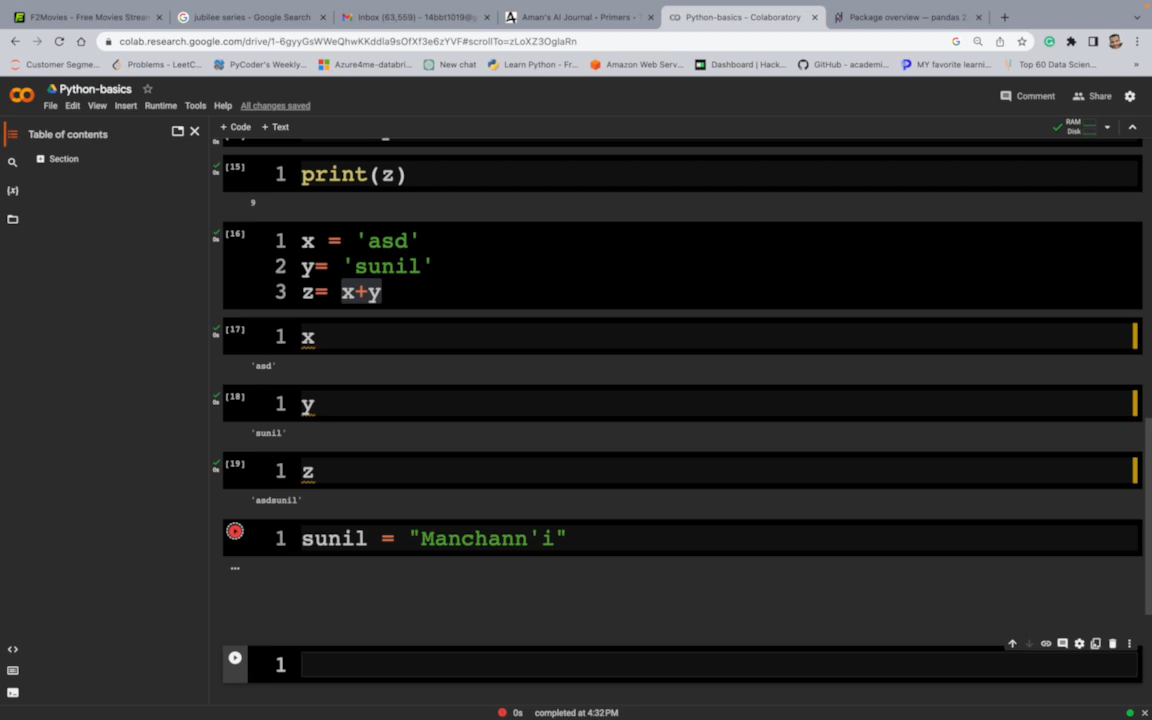 F2Movies - Free Movies Stream
jubilee series - Google Search
Inbox (63,559) - 14bbt1019@g
Aman's AI Journal • Primers • T
Python-basics - Colaboratory
Package overview — pandas 2.
colab.research.google.com/drive/1-6gyyGsWWeQhwKKddla9sOfXf3e6zYVF#scrollTo=zLoXZ3OglaRn
Customer Segme...
Problems - LeetC...
PyCoder's Weekly...
Azure4me-databri...
New chat
Learn Python - Fr...
Amazon Web Serv...
Dashboard | Hack...
GitHub - academi...
MY favorite learni...
Top 60 Data Scien...
»
Python-basics
File Edit View Insert Runtime Tools Help All changes saved
Comment
Share
+ Code + Text
RAM
Disk
Table of contents
Section
{x}
[15] 1 print(z)
0s
9
[16] 1 x = 'asd'
0s
2 y= 'sunil'
3 z= x+y
[17] 1 x
0s
'asd'
[18] 1 y
0s
'sunil'
[19] 1 z
0s
'asdsunil'
1 sunil = "Manchann'i"
...
1
0s completed at 4:32 PM